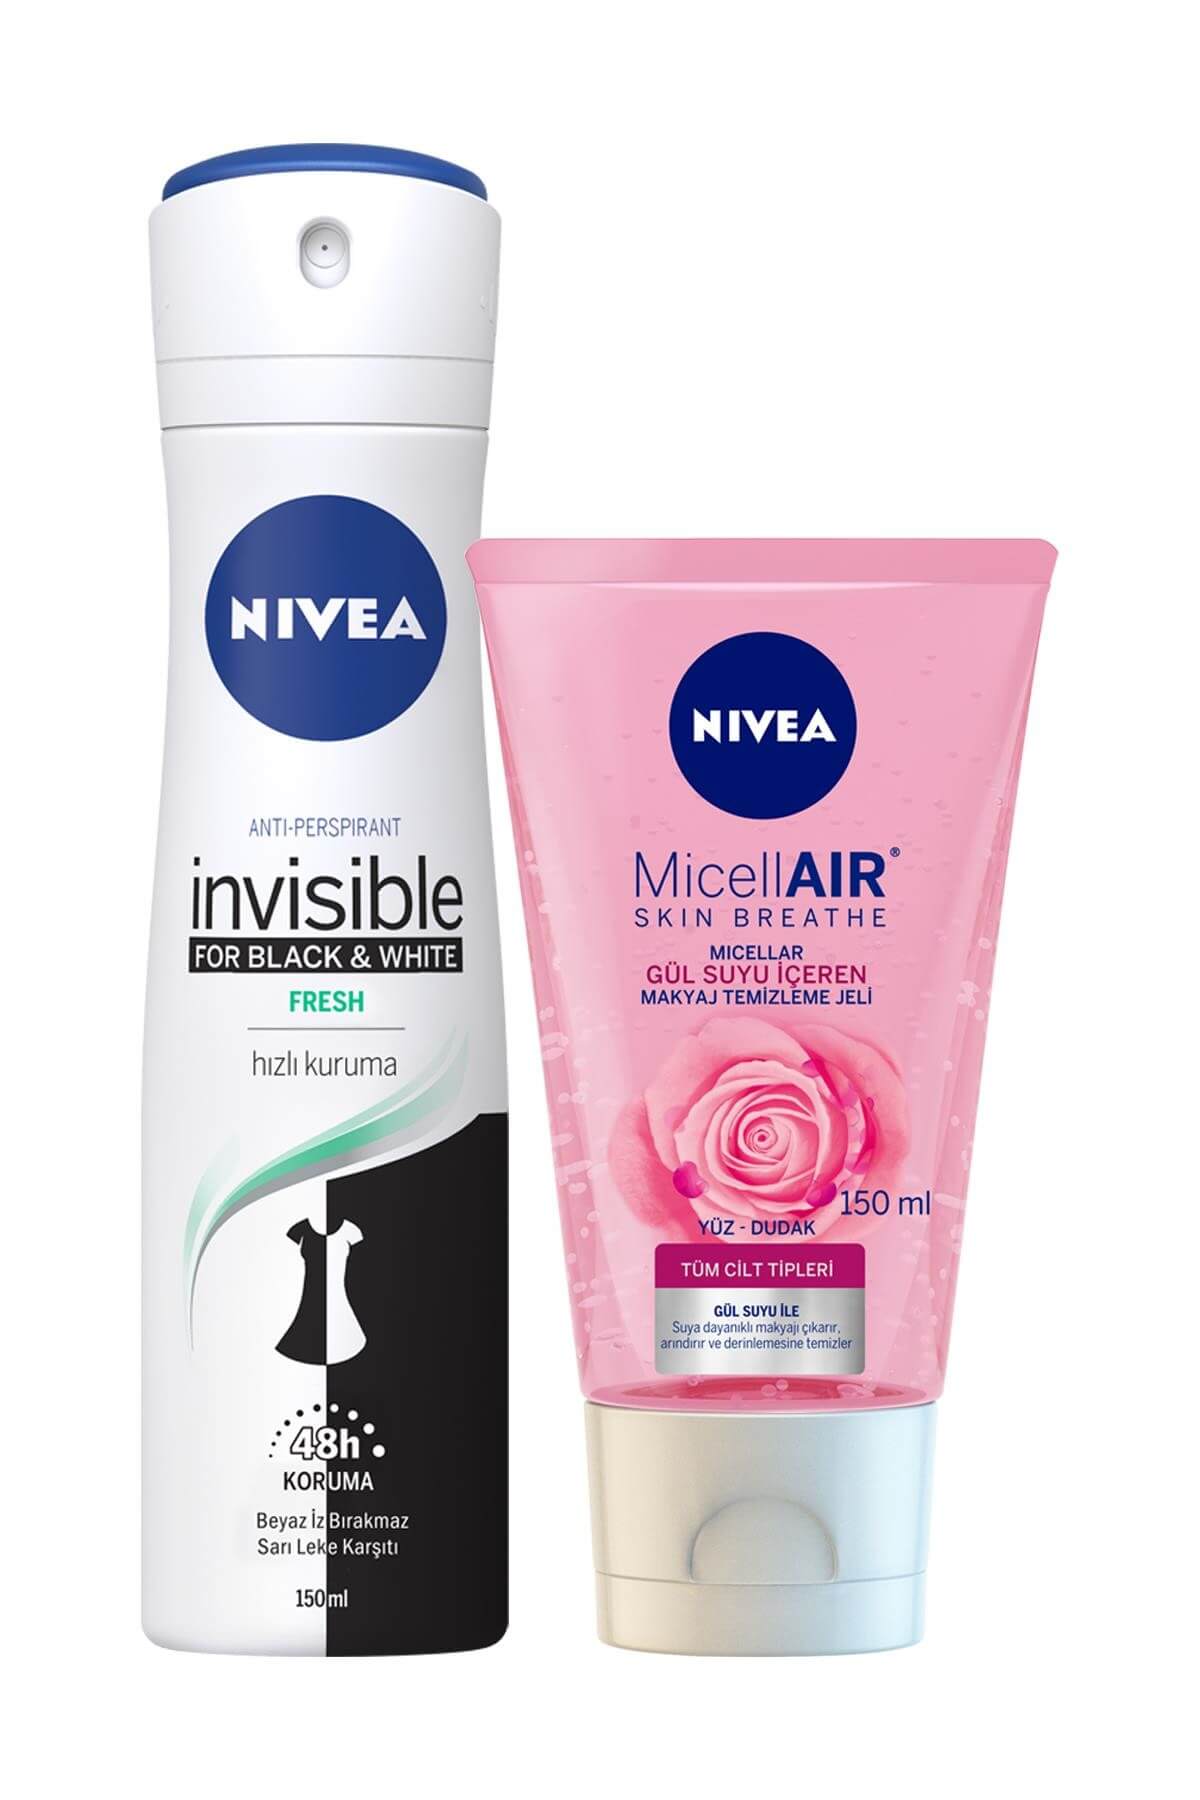 NIVEA
ANTI-PERSPIRANT
invisible
FOR BLACK & WHITE
FRESH
hızlı kuruma
48h
KORUMA
Beyaz İz Bırakmaz
Sarı Leke Karşıtı
150ml
NIVEA
MicellAIR®
SKIN BREATHE
MICELLAR
GÜL SUYU İÇEREN
MAKYAJ TEMİZLEME JELİ
150 ml
YÜZ - DUDAK
TÜM CİLT TİPLERİ
GÜL SUYU İLE
Suya dayanıklı makyajı çıkarır,
arındırır ve derinlemesine temizler